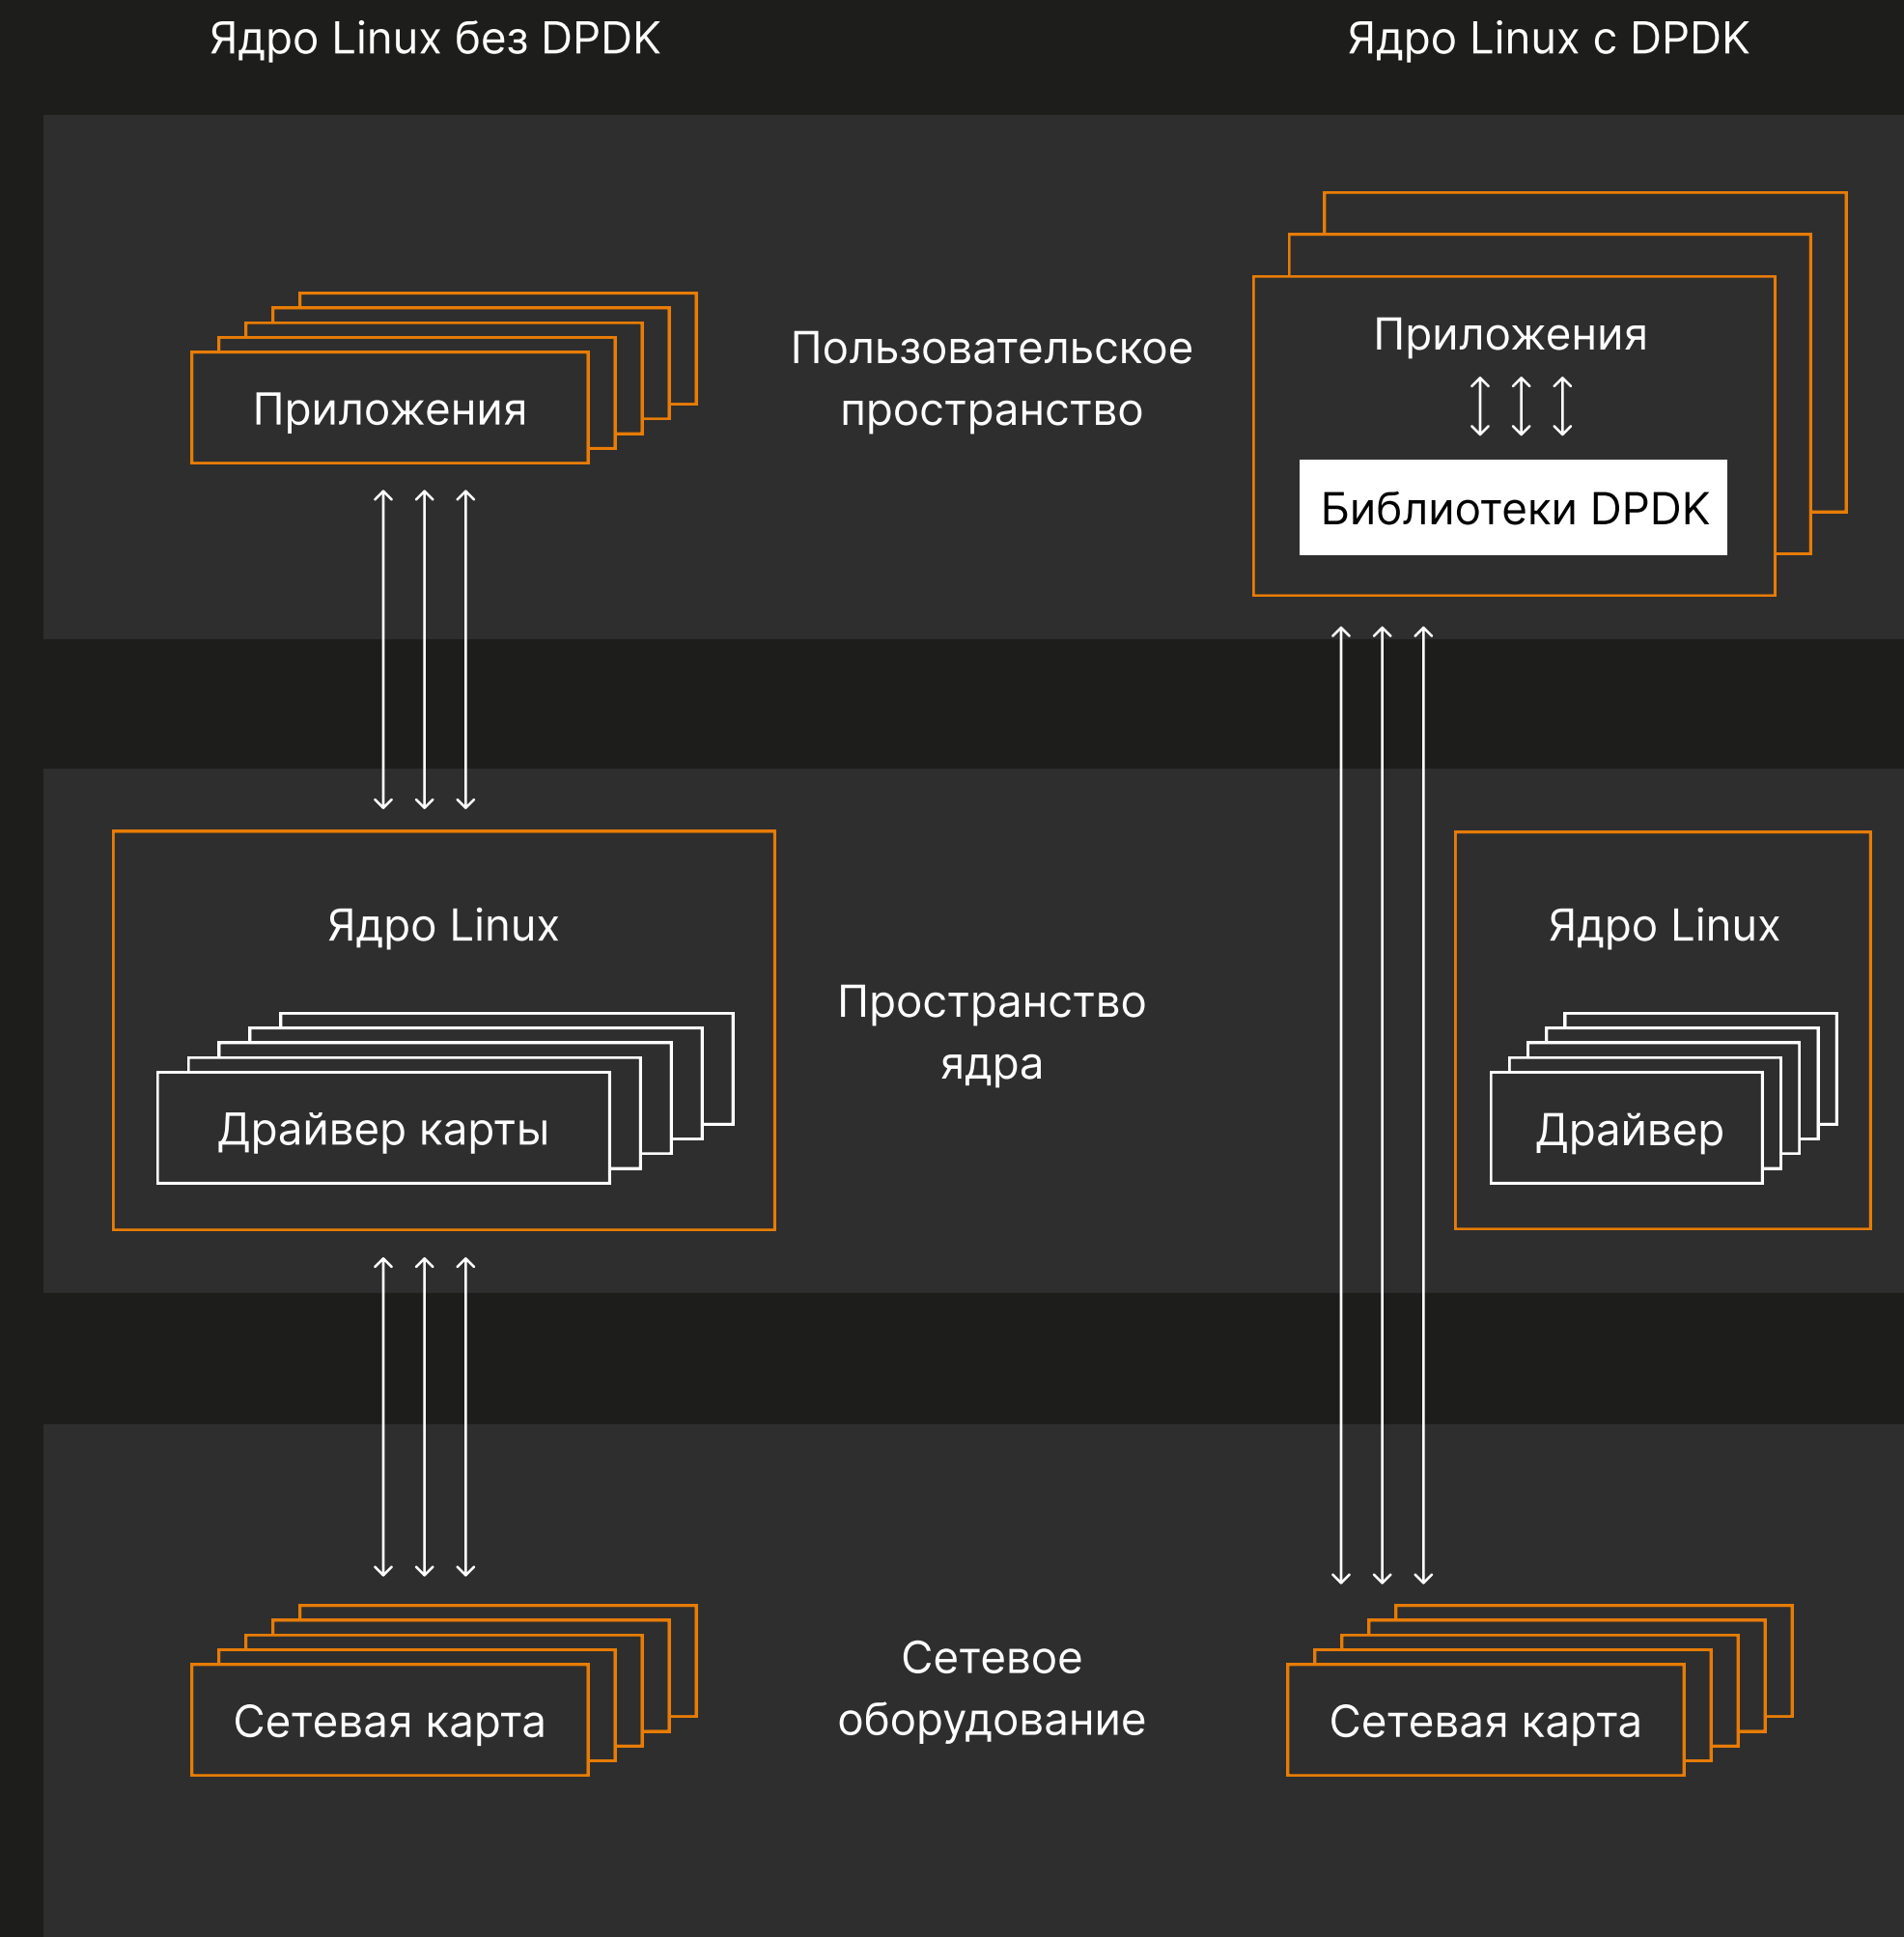 Ядро Linux без DPDK
Ядро Linux с DPDK
Приложения
Пользовательское
пространство
Приложения
Библиотеки DPDK
Ядро Linux
Драйвер карты
Пространство
ядра
Ядро Linux
Драйвер
Сетевая карта
Сетевое
оборудование
Сетевая карта